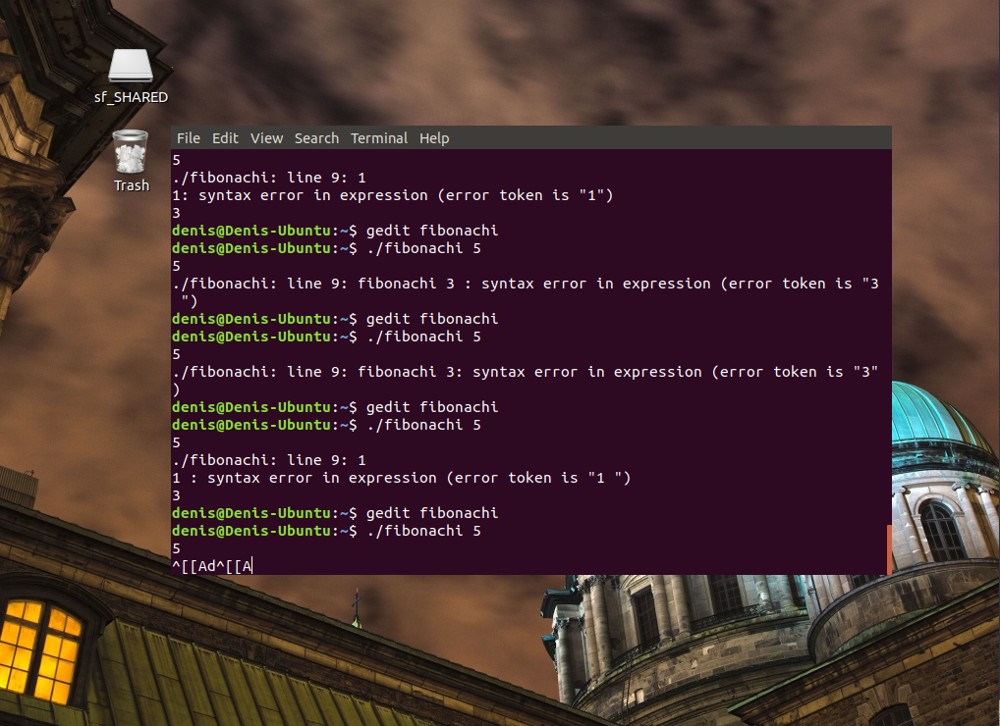 sf_SHARED
Trash
File Edit View Search Terminal Help
5
./fibonachi: line 9: 1
1: syntax error in expression (error token is "1")
3
denis@Denis-Ubuntu:~$ gedit fibonachi
denis@Denis-Ubuntu:~$ ./fibonachi 5
5
./fibonachi: line 9: fibonachi 3 : syntax error in expression (error token is "3
 ")
denis@Denis-Ubuntu:~$ gedit fibonachi
denis@Denis-Ubuntu:~$ ./fibonachi 5
5
./fibonachi: line 9: fibonachi 3: syntax error in expression (error token is "3"
)
denis@Denis-Ubuntu:~$ gedit fibonachi
denis@Denis-Ubuntu:~$ ./fibonachi 5
5
./fibonachi: line 9: 1
1 : syntax error in expression (error token is "1 ")
3
denis@Denis-Ubuntu:~$ gedit fibonachi
denis@Denis-Ubuntu:~$ ./fibonachi 5
5
^[[Ad^[[A